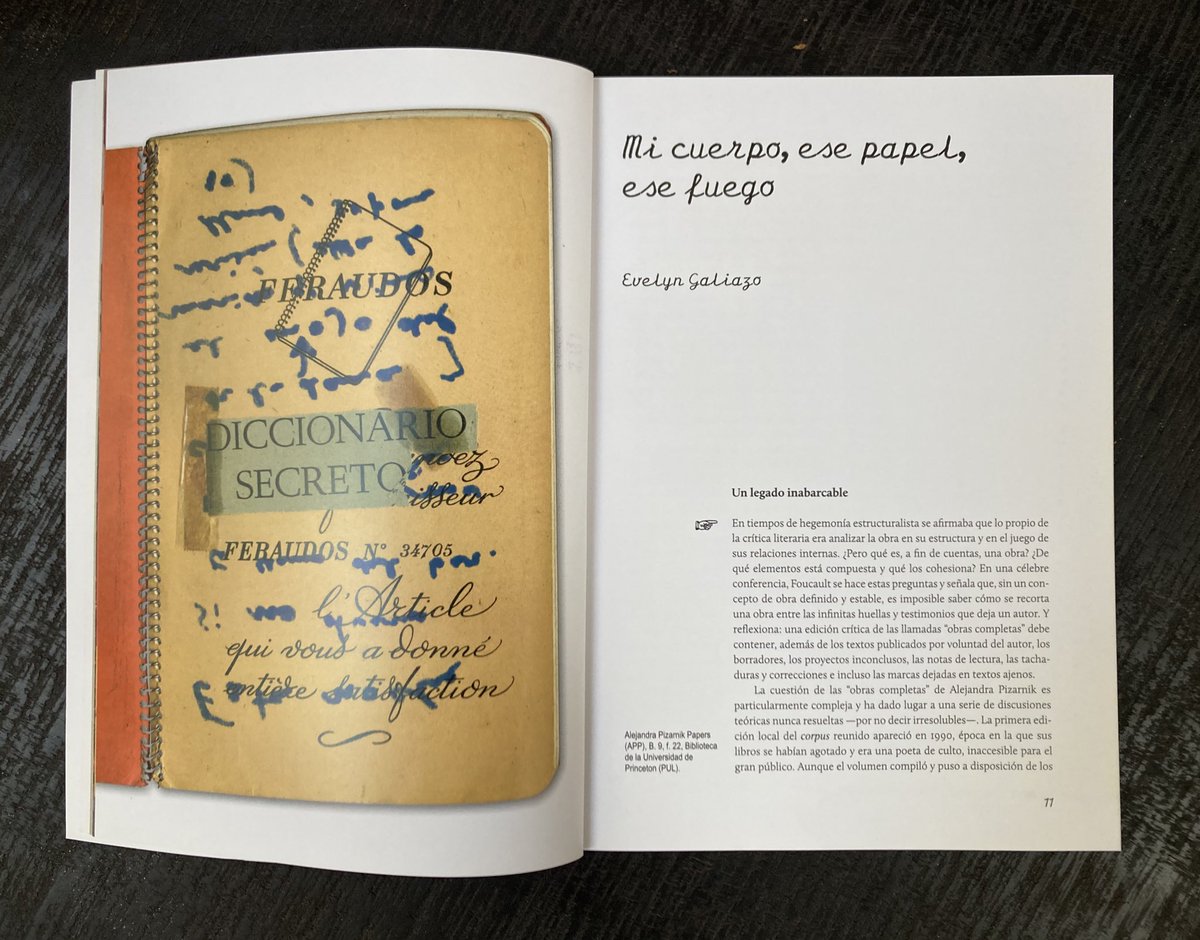 10)
FERAUDOS
DICCIONARIO
SECRETO
FERAUDOS N° 34705
l'Article
qui vous a donné
entière satisfaction
Mi cuerpo, ese papel,
ese fuego
Evelyn Galiazo
Un legado inabarcable
En tiempos de hegemonía estructuralista se afirmaba que lo propio de
la crítica literaria era analizar la obra en su estructura y en el juego de
sus relaciones internas. ¿Pero qué es, a fin de cuentas, una obra? ¿De
qué elementos está compuesta y qué los cohesiona? En una célebre
conferencia, Foucault se hace estas preguntas y señala que, sin un con-
cepto de obra definido y estable, es imposible saber cómo se recorta
una obra entre las infinitas huellas y testimonios que deja un autor. Y
reflexiona: una edición crítica de las llamadas “obras completas” debe
contener, además de los textos publicados por voluntad del autor, los
borradores, los proyectos inconclusos, las notas de lectura, las tacha-
duras y correcciones e incluso las marcas dejadas en textos ajenos.
La cuestión de las “obras completas” de Alejandra Pizarnik es
particularmente compleja y ha dado lugar a una serie de discusiones
teóricas nunca resueltas —por no decir irresolubles—. La primera edi-
ción local del corpus reunido apareció en 1990, época en la que sus
libros se habían agotado y era una poeta de culto, inaccesible para el
gran público. Aunque el volumen compiló y puso a disposición de los
Alejandra Pizarnik Papers
(APP), B. 9, f. 22, Biblioteca
de la Universidad de
Princeton (PUL).
11